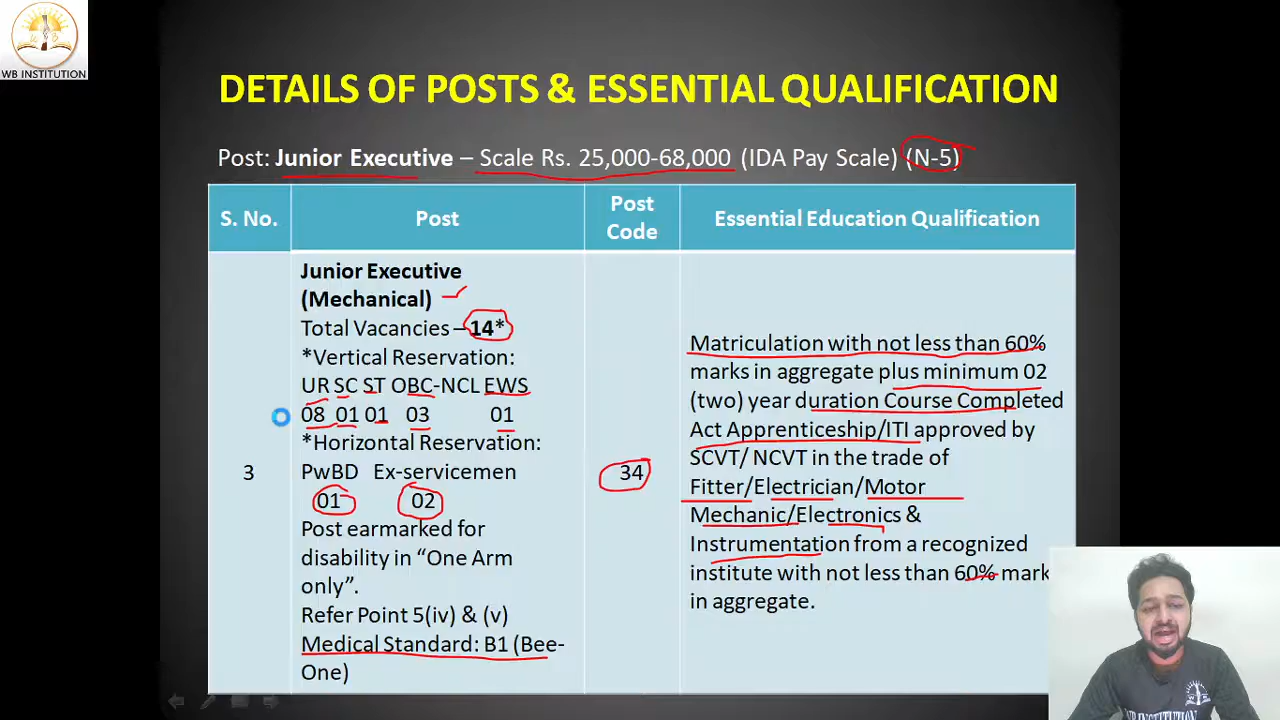 WB INSTITUTION
DETAILS OF POSTS & ESSENTIAL QUALIFICATION
Post: Junior Executive – Scale Rs. 25,000-68,000 (IDA Pay Scale) (N-5)
S. No.
Post
Post
Code
Essential Education Qualification
3
Junior Executive
(Mechanical)
Total Vacancies – 14*
*Vertical Reservation:
UR SC ST OBC-NCL EWS
08 01 01 03 01
*Horizontal Reservation:
PwBD Ex-servicemen
01 02
Post earmarked for
disability in “One Arm
only”.
Refer Point 5(iv) & (v)
Medical Standard: B1 (Bee-
One)
34
Matriculation with not less than 60%
marks in aggregate plus minimum 02
(two) year duration Course Completed
Act Apprenticeship/ITI approved by
SCVT/ NCVT in the trade of
Fitter/Electrician/Motor
Mechanic/Electronics &
Instrumentation from a recognized
institute with not less than 60% mark
in aggregate.
WB INSTITUTION